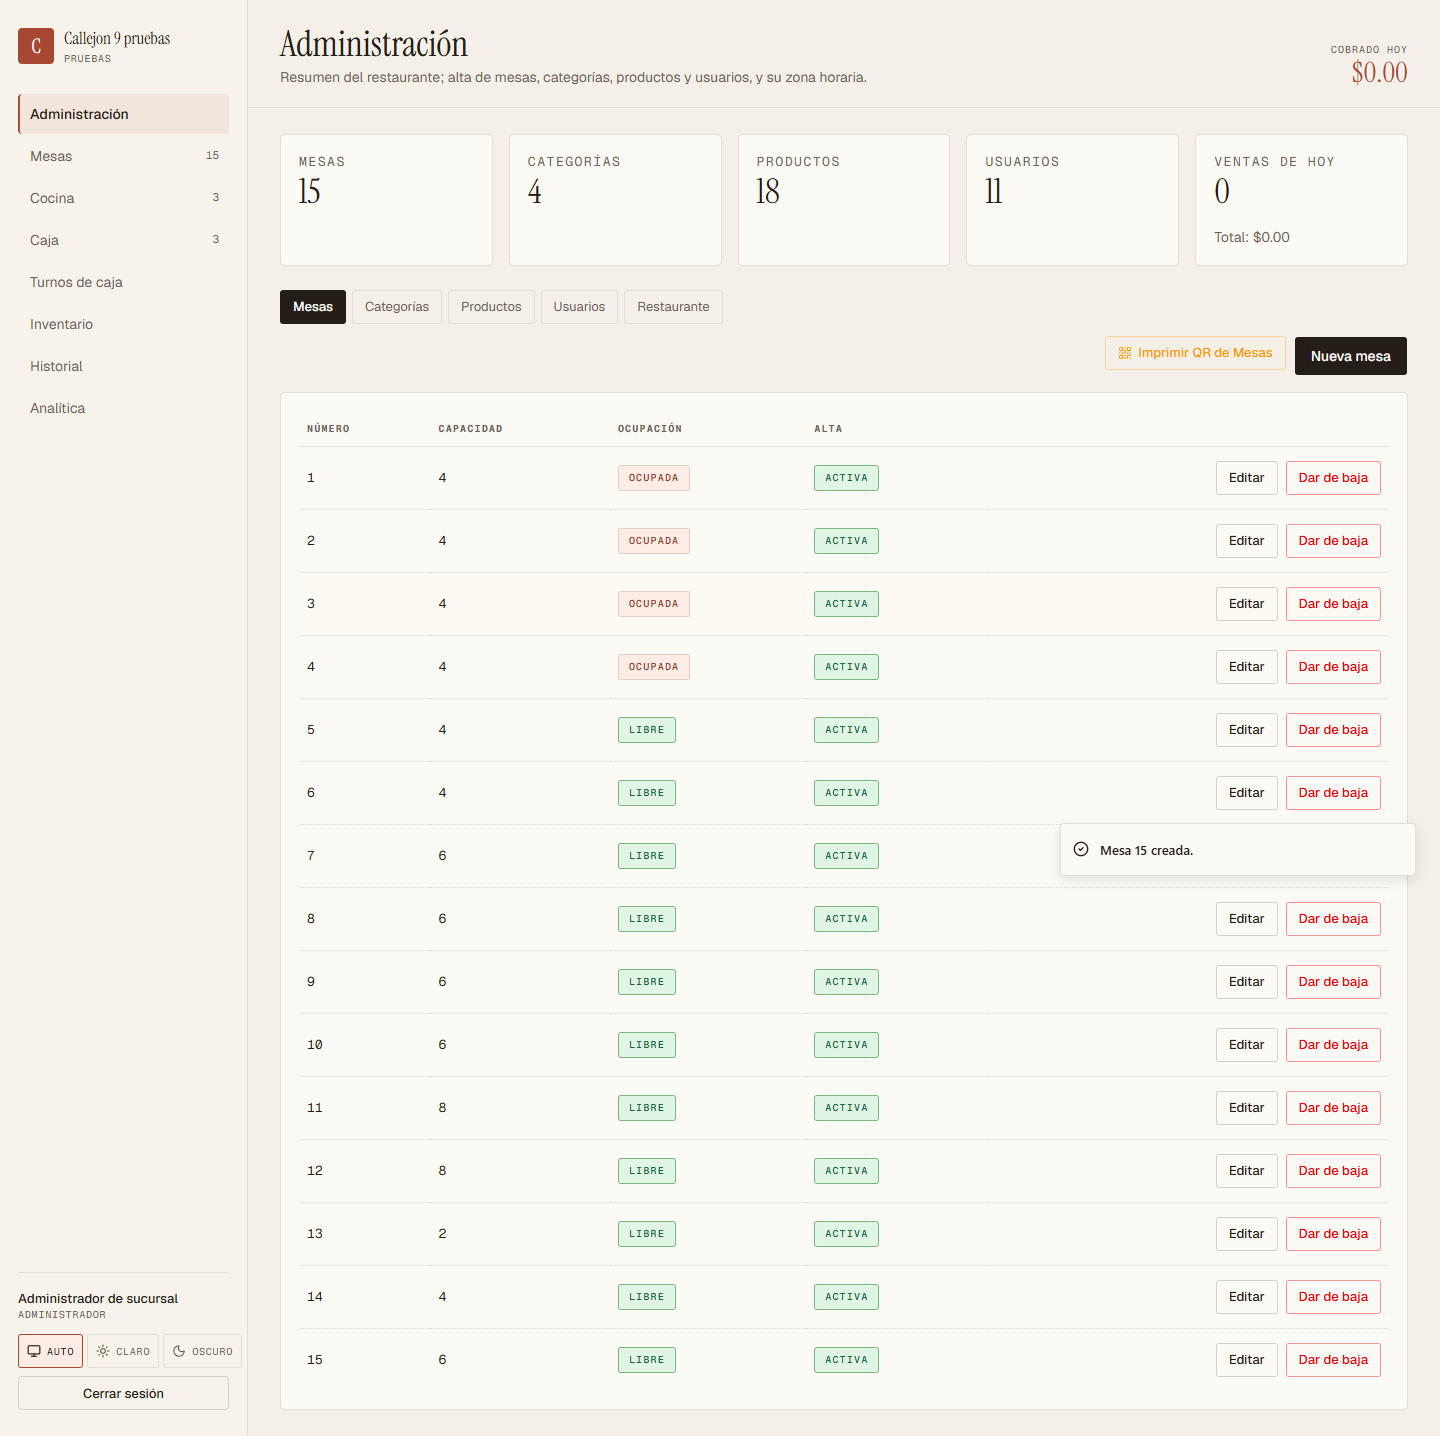 C
Callejon 9 pruebas
PRUEBAS
Administración
Mesas 15
Cocina 3
Caja 3
Turnos de caja
Inventario
Historial
Analítica
Administrador de sucursal
ADMINISTRADOR
AUTO CLARO OSCURO
Cerrar sesión
Administración
Resumen del restaurante; alta de mesas, categorías, productos y usuarios, y su zona horaria.
COBRADO HOY
$0.00
MESAS
15
CATEGORÍAS
4
PRODUCTOS
18
USUARIOS
11
VENTAS DE HOY
0
Total: $0.00
Mesas Categorías Productos Usuarios Restaurante
Imprimir QR de Mesas Nueva mesa
NÚMERO CAPACIDAD OCUPACIÓN ALTA
1 4 OCUPADA ACTIVA Editar Dar de baja
2 4 OCUPADA ACTIVA Editar Dar de baja
3 4 OCUPADA ACTIVA Editar Dar de baja
4 4 OCUPADA ACTIVA Editar Dar de baja
5 4 LIBRE ACTIVA Editar Dar de baja
6 4 LIBRE ACTIVA Editar Dar de baja
7 6 LIBRE ACTIVA
Mesa 15 creada.
8 6 LIBRE ACTIVA Editar Dar de baja
9 6 LIBRE ACTIVA Editar Dar de baja
10 6 LIBRE ACTIVA Editar Dar de baja
11 8 LIBRE ACTIVA Editar Dar de baja
12 8 LIBRE ACTIVA Editar Dar de baja
13 2 LIBRE ACTIVA Editar Dar de baja
14 4 LIBRE ACTIVA Editar Dar de baja
15 6 LIBRE ACTIVA Editar Dar de baja